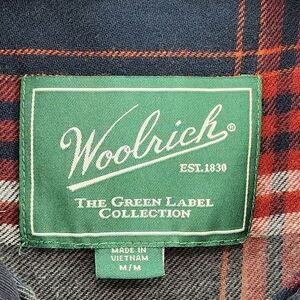 Woolrich®
EST. 1830
THE GREEN LABEL
COLLECTION
MADE IN
VIETNAM
M/M